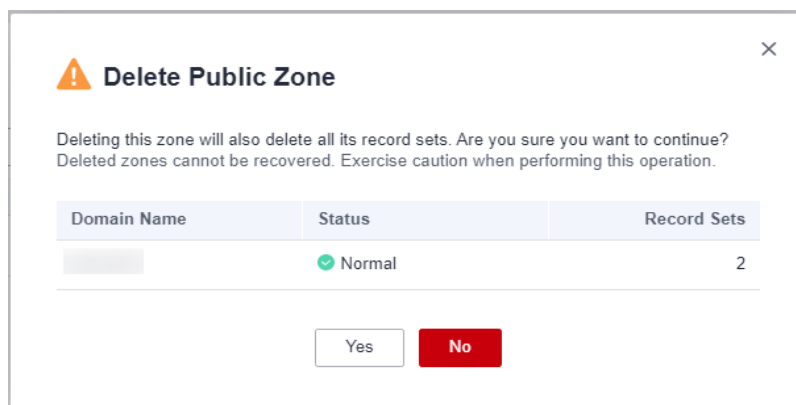 Delete Public Zone
Deleting this zone will also delete all its record sets. Are you sure you want to continue?
Deleted zones cannot be recovered. Exercise caution when performing this operation.
Domain Name Status Record Sets
Normal 2
Yes No